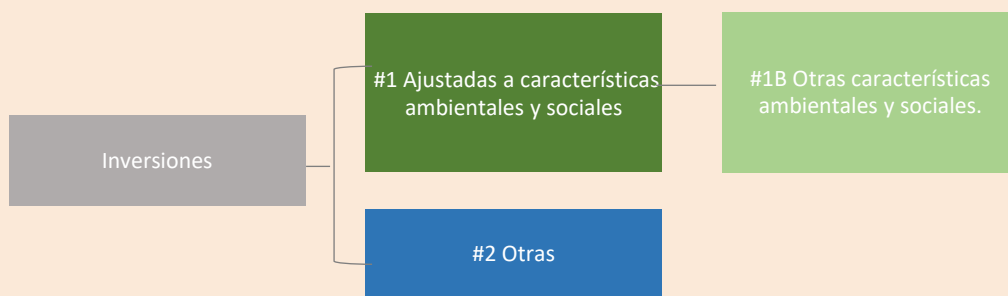 #1 Ajustadas a características
ambientales y sociales
#1B Otras características
ambientales y sociales.
Inversiones
#2 Otras